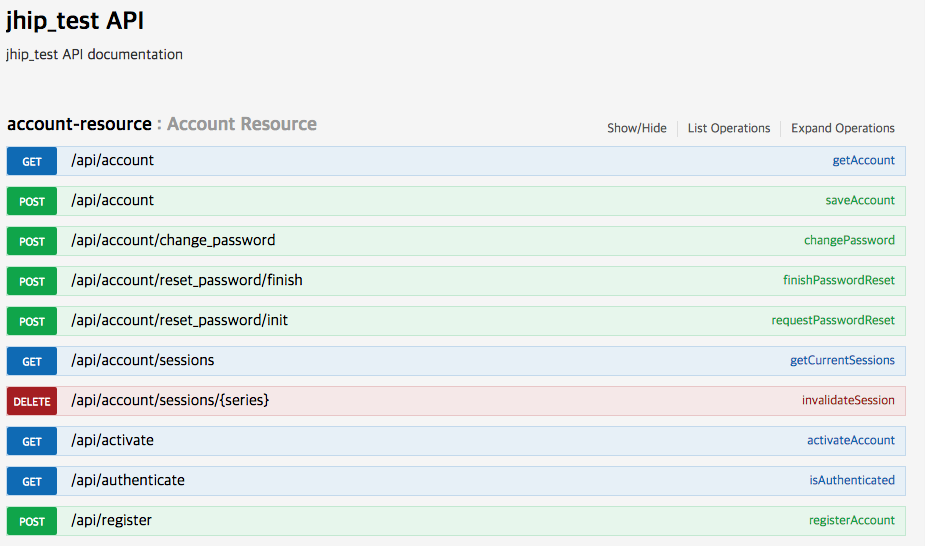 jhip_test API
jhip_test API documentation
account-resource : Account Resource Show/Hide List Operations Expand Operations
GET /api/account getAccount
POST /api/account saveAccount
POST /api/account/change_password changePassword
POST /api/account/reset_password/finish finishPasswordReset
POST /api/account/reset_password/init requestPasswordReset
GET /api/account/sessions getCurrentSessions
DELETE /api/account/sessions/{series} invalidateSession
GET /api/activate activateAccount
GET /api/authenticate isAuthenticated
POST /api/register registerAccount